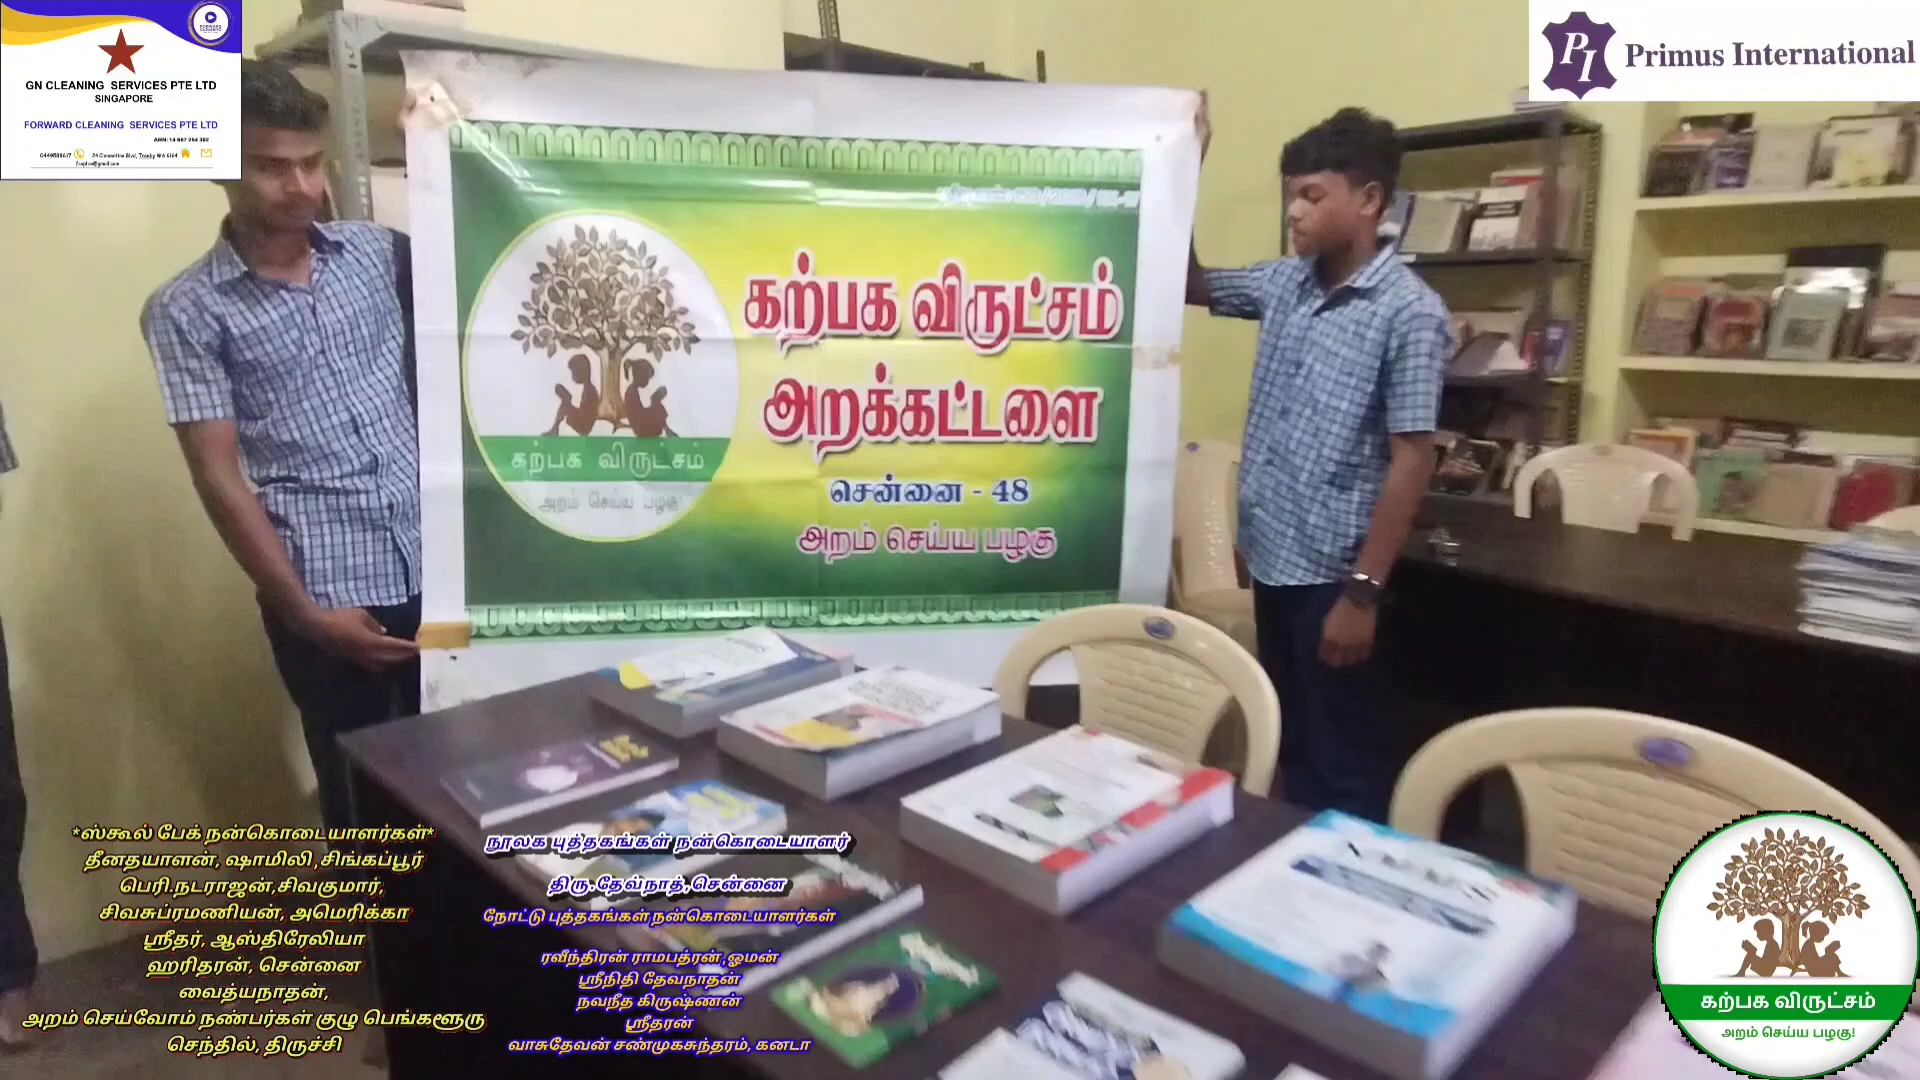 FORWARD CLEANING
GN CLEANING SERVICES PTE LTD
SINGAPORE
FORWARD CLEANING SERVICES PTE LTD
PI Primus International
கற்பக விருட்சம்
அறக்கட்டளை
சென்னை - 48
அறம் செய்ய பழகு
கற்பக விருட்சம்
அறம் செய்ய பழகு!
*ஸ்கூல் பேக் நன்கொடையாளர்கள்*
தீனதயாளன், ஷாமிலி ,சிங்கப்பூர்
பெரி.நடராஜன்,சிவகுமார்,
சிவசுப்ரமணியன், அமெரிக்கா
ஸ்ரீதர், ஆஸ்திரேலியா
ஹரிதரன், சென்னை
வைத்யநாதன்,
அறம் செய்வோம் நண்பர்கள் குழு பெங்களூரு
செந்தில், திருச்சி
நூலக புத்தகங்கள் நன்கொடையாளர்
திரு.தேவ்நாத்,சென்னை
நோட்டு புத்தகங்கள் நன்கொடையாளர்கள்
ரவீந்திரன் ராமபத்ரன்,ஓமன்
ஸ்ரீநிதி தேவநாதன்
நவநீத கிருஷ்ணன்
ஸ்ரீதரன்
வாசுதேவன் சண்முகசுந்தரம், கனடா
கற்பக விருட்சம்
அறம் செய்ய பழகு!